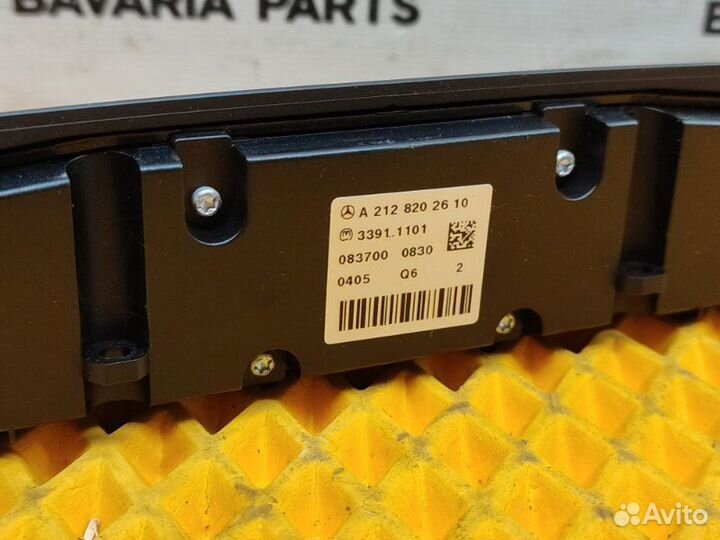 BAVARIA PARTS
A 212 820 26 10
3391.1101
083700 0830
0405 Q6 2
Avito